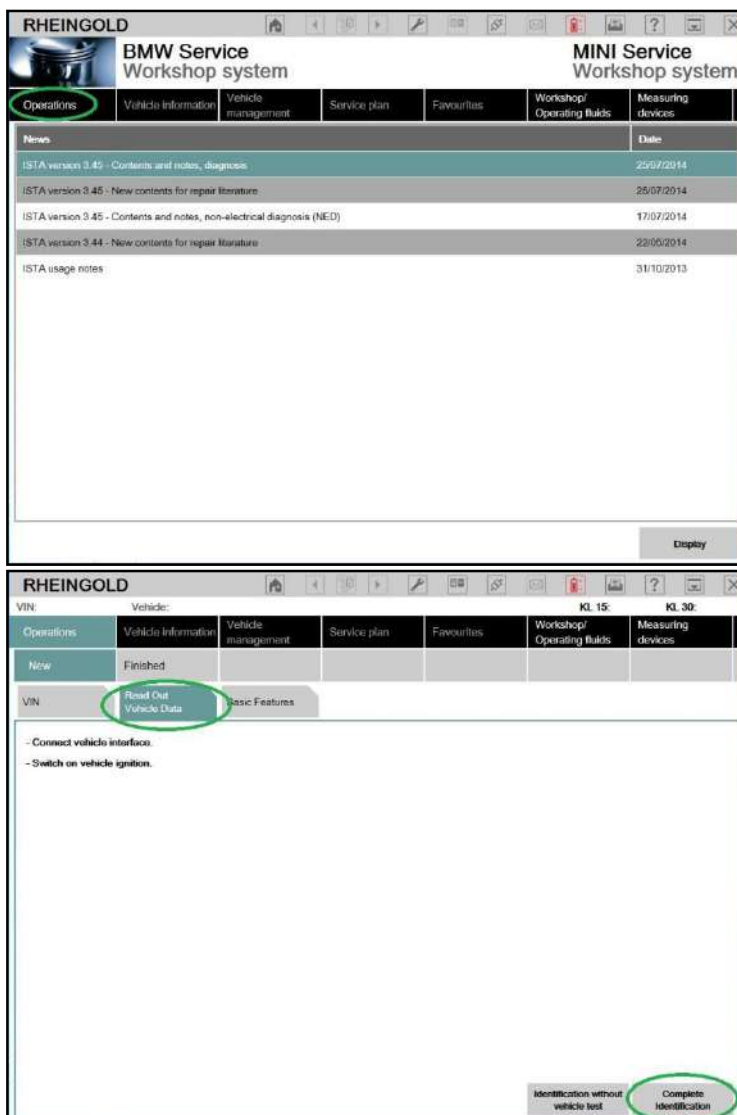 RHEINGOLD
BMW Service
Workshop system
MINI Service
Workshop system
Operations
Vehicle information
Vehicle
management
Service plan
Favourites
Workshop/
Operating fluids
Measuring
devices
News
Date
ISTA version 3.45 - Contents and notes, diagnosis
25/07/2014
ISTA version 3.45 - New contents for repair literature
25/07/2014
ISTA version 3.45 - Contents and notes, non-electrical diagnosis (NED)
17/07/2014
ISTA version 3.44 - New contents for repair literature
22/05/2014
ISTA usage notes
31/10/2013
Display
RHEINGOLD
VIN:
Vehicle:
KL 15:
KL 30:
Operations
Vehicle information
Vehicle
management
Service plan
Favourites
Workshop/
Operating fluids
Measuring
devices
New
Finished
VIN
Read Out
Vehicle Data
Basic Features
- Connect vehicle interface.
- Switch on vehicle ignition.
Identification without
vehicle test
Complete
identification